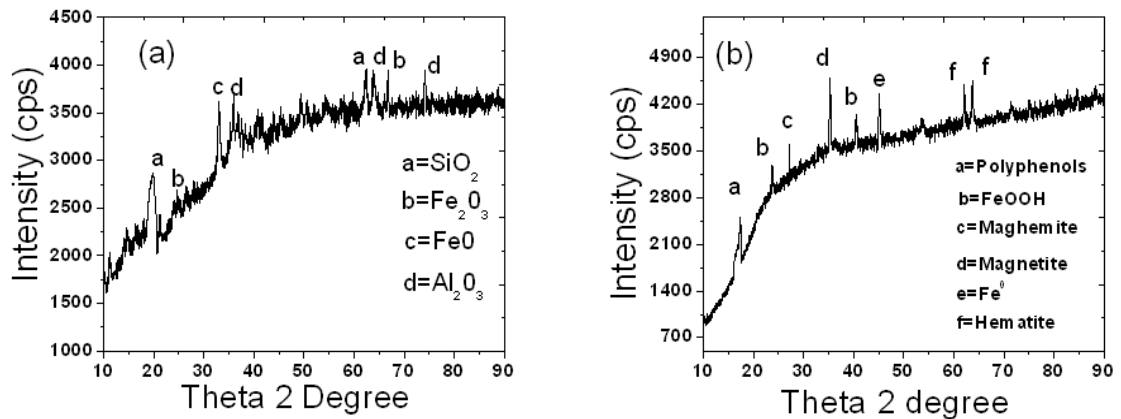 (a)
Intensity (cps)
4500
4000
3500
3000
2500
2000
1500
1000
a
b
c
d
a
d
b
d
a=SiO₂
b=Fe₂0₃
c=Fe0
d=Al₂0₃
10 20 30 40 50 60 70 80 90
Theta 2 Degree
(b)
Intensity (cps)
4900
4200
3500
2800
2100
1400
700
a
b
c
d
b
e
f
f
a=Polyphenols
b=FeOOH
c=Maghemite
d=Magnetite
e=Fe⁰
f=Hematite
10 20 30 40 50 60 70 80 90
Theta 2 degree